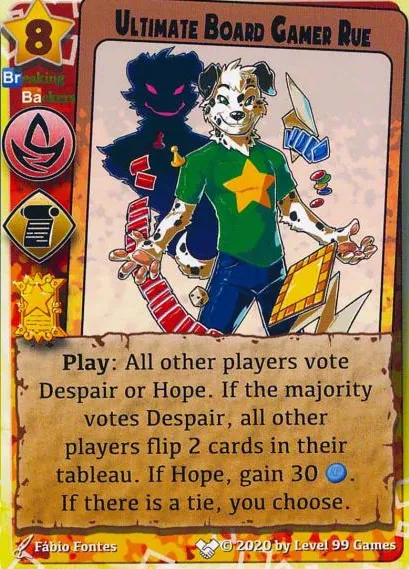 8
ULTIMATE BOARD GAMER RUE
Breaking
Backers
Play: All other players vote
Despair or Hope. If the majority
votes Despair, all other
players flip 2 cards in their
tableau. If Hope, gain 30 .
If there is a tie, you choose.
Fábio Fontes
© 2020 by Level 99 Games